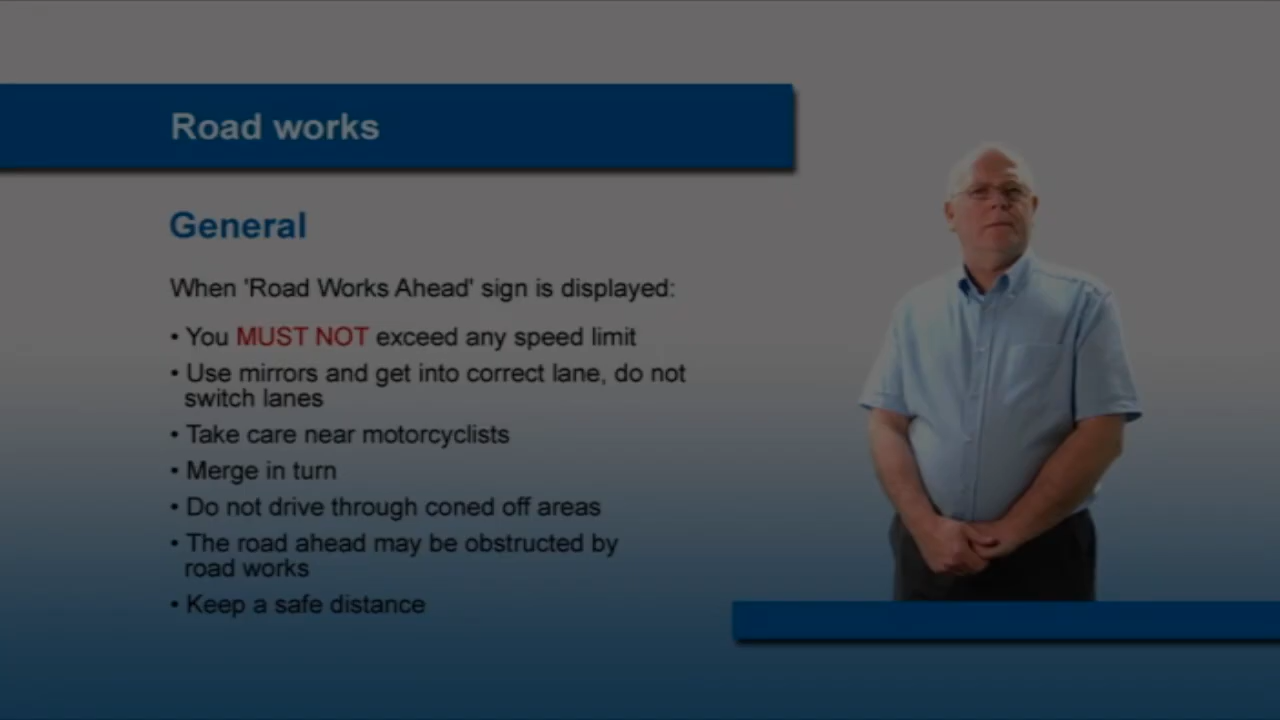 Road works
General
When 'Road Works Ahead' sign is displayed:
• You MUST NOT exceed any speed limit
• Use mirrors and get into correct lane, do not
switch lanes
• Take care near motorcyclists
• Merge in turn
• Do not drive through coned off areas
• The road ahead may be obstructed by
road works
• Keep a safe distance